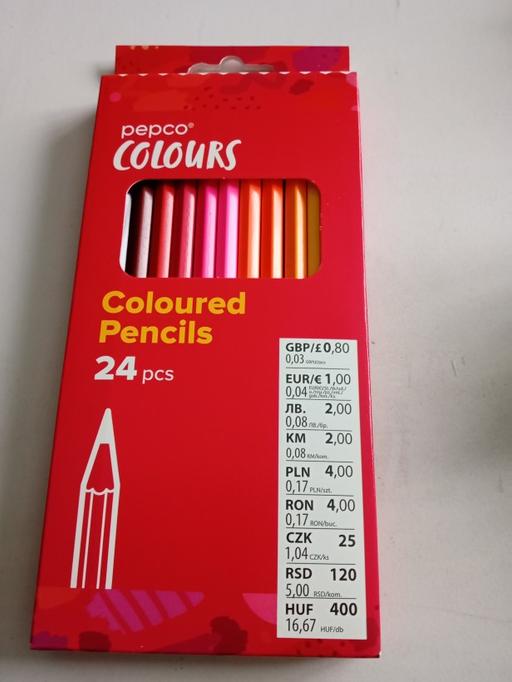 pepco®
COLOURS
Coloured
Pencils
24 pcs
GBP/£ 0,80
0,03
EUR/€ 1,00
0,04
ЛВ. 2,00
0,08 ЛВ./бр.
KM 2,00
0,08 KM/kom.
PLN 4,00
0,17 PLN/szt.
RON 4,00
0,17 RON/buc.
CZK 25
1,04 CZK/ks
RSD 120
5,00 RSD/kom.
HUF 400
16,67 HUF/db